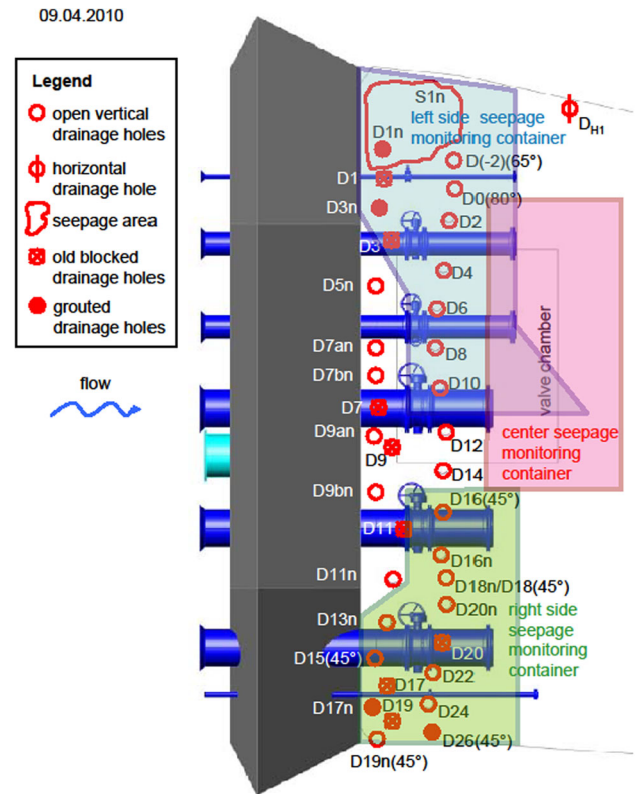 09.04.2010
Legend
open vertical
drainage holes
horizontal
drainage hole
seepage area
old blocked
drainage holes
grouted
drainage holes
flow
S1n
left side seepage
monitoring container
D1n
DH1
D(-2)(65°)
D1
D0(80°)
D3n
D2
D3
D4
D5n
D6
D7an
D8
D7bn
D10
valve chamber
D7
D9an
D12
center seepage
monitoring
container
D9
D14
D9bn
D16(45°)
D11
D16n
D11n
D18n/D18(45°)
D20n
right side
seepage
monitoring
container
D13n
D15(45°)
D20
D22
D17
D17n
D19
D24
D26(45°)
D19n(45°)